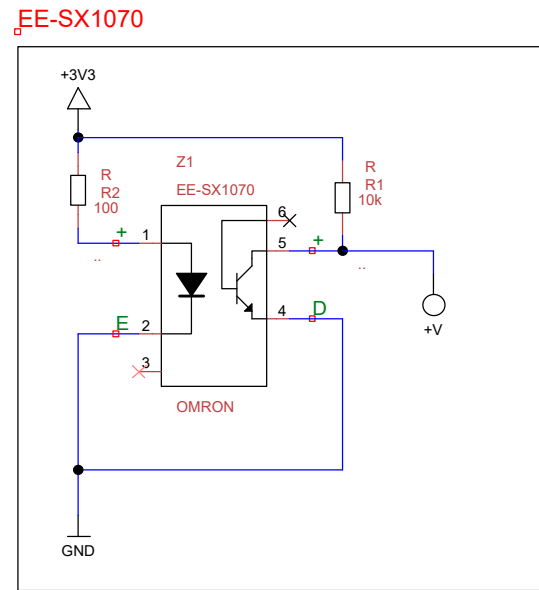 EE-SX1070
+3V3
Z1
EE-SX1070
R
R2
100
R
R1
10k
6
+
1
5
+
..
..
E
2
4
D
+V
3
OMRON
GND